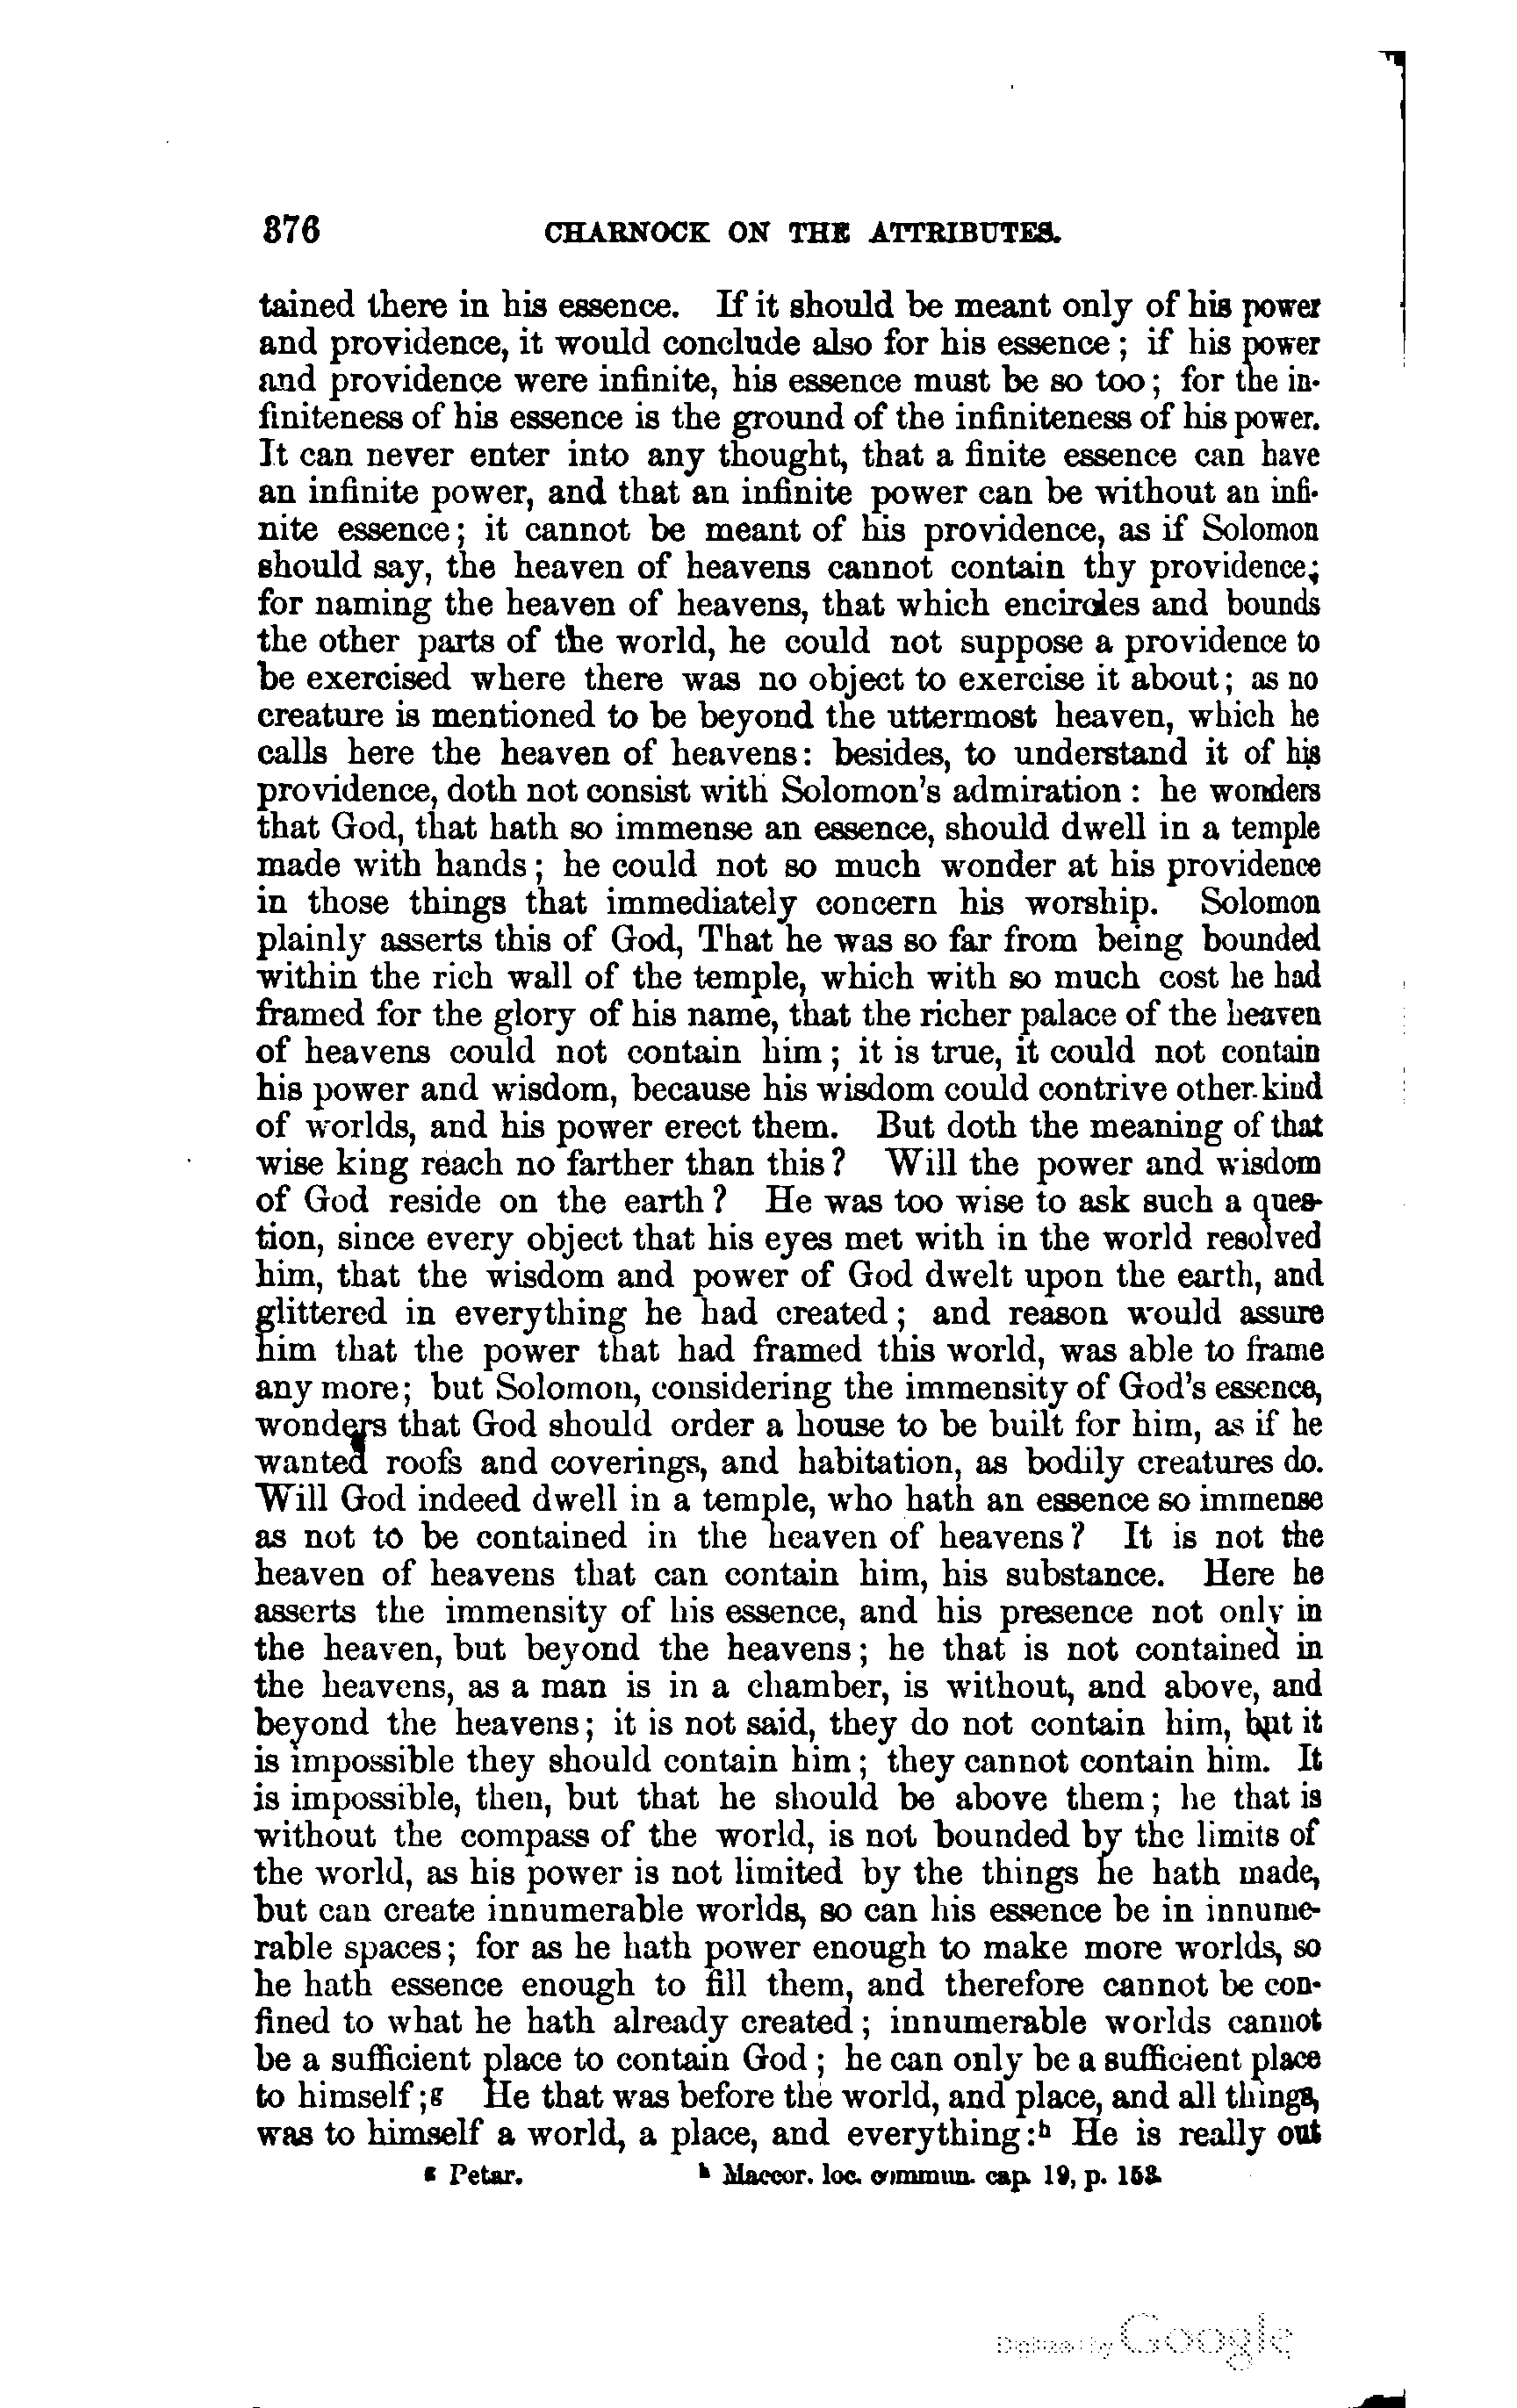 376 CHARNOCK ON THE ATTRIBUTES.
tained there in his essence. If it should be meant only of his power
and providence, it would conclude also for his essence; if his power
and providence were infinite, his essence must be so too; for the in-
finiteness of his essence is the ground of the infiniteness of his power.
It can never enter into any thought, that a finite essence can have
an infinite power, and that an infinite power can be without an infi-
nite essence; it cannot be meant of his providence, as if Solomon
should say, the heaven of heavens cannot contain thy providence;
for naming the heaven of heavens, that which encircles and bounds
the other parts of the world, he could not suppose a providence to
be exercised where there was no object to exercise it about; as no
creature is mentioned to be beyond the uttermost heaven, which he
calls here the heaven of heavens: besides, to understand it of his
providence, doth not consist with Solomon's admiration: he wonders
that God, that hath so immense an essence, should dwell in a temple
made with hands; he could not so much wonder at his providence
in those things that immediately concern his worship. Solomon
plainly asserts this of God, That he was so far from being bounded
within the rich wall of the temple, which with so much cost he had
framed for the glory of his name, that the richer palace of the heaven
of heavens could not contain him; it is true, it could not contain
his power and wisdom, because his wisdom could contrive other kind
of worlds, and his power erect them. But doth the meaning of that
wise king reach no farther than this? Will the power and wisdom
of God reside on the earth? He was too wise to ask such a ques-
tion, since every object that his eyes met with in the world resolved
him, that the wisdom and power of God dwelt upon the earth, and
glittered in everything he had created; and reason would assure
him that the power that had framed this world, was able to frame
any more; but Solomon, considering the immensity of God's essence,
wonders that God should order a house to be built for him, as if he
wanted roofs and coverings, and habitation, as bodily creatures do.
Will God indeed dwell in a temple, who hath an essence so immense
as not to be contained in the heaven of heavens? It is not the
heaven of heavens that can contain him, his substance. Here he
asserts the immensity of his essence, and his presence not only in
the heaven, but beyond the heavens; he that is not contained in
the heavens, as a man is in a chamber, is without, and above, and
beyond the heavens; it is not said, they do not contain him, but it
is impossible they should contain him; they cannot contain him. It
is impossible, then, but that he should be above them; he that is
without the compass of the world, is not bounded by the limits of
the world, as his power is not limited by the things he hath made,
but can create innumerable worlds, so can his essence be in innume-
rable spaces; for as he hath power enough to make more worlds, so
he hath essence enough to fill them, and therefore cannot be con-
fined to what he hath already created; innumerable worlds cannot
be a sufficient place to contain God; he can only be a sufficient place
to himself;g He that was before the world, and place, and all things,
was to himself a world, a place, and everything:h He is really out
g Petar. h Maccor. loc. commun. cap. 19, p. 153.
Digitized by Google